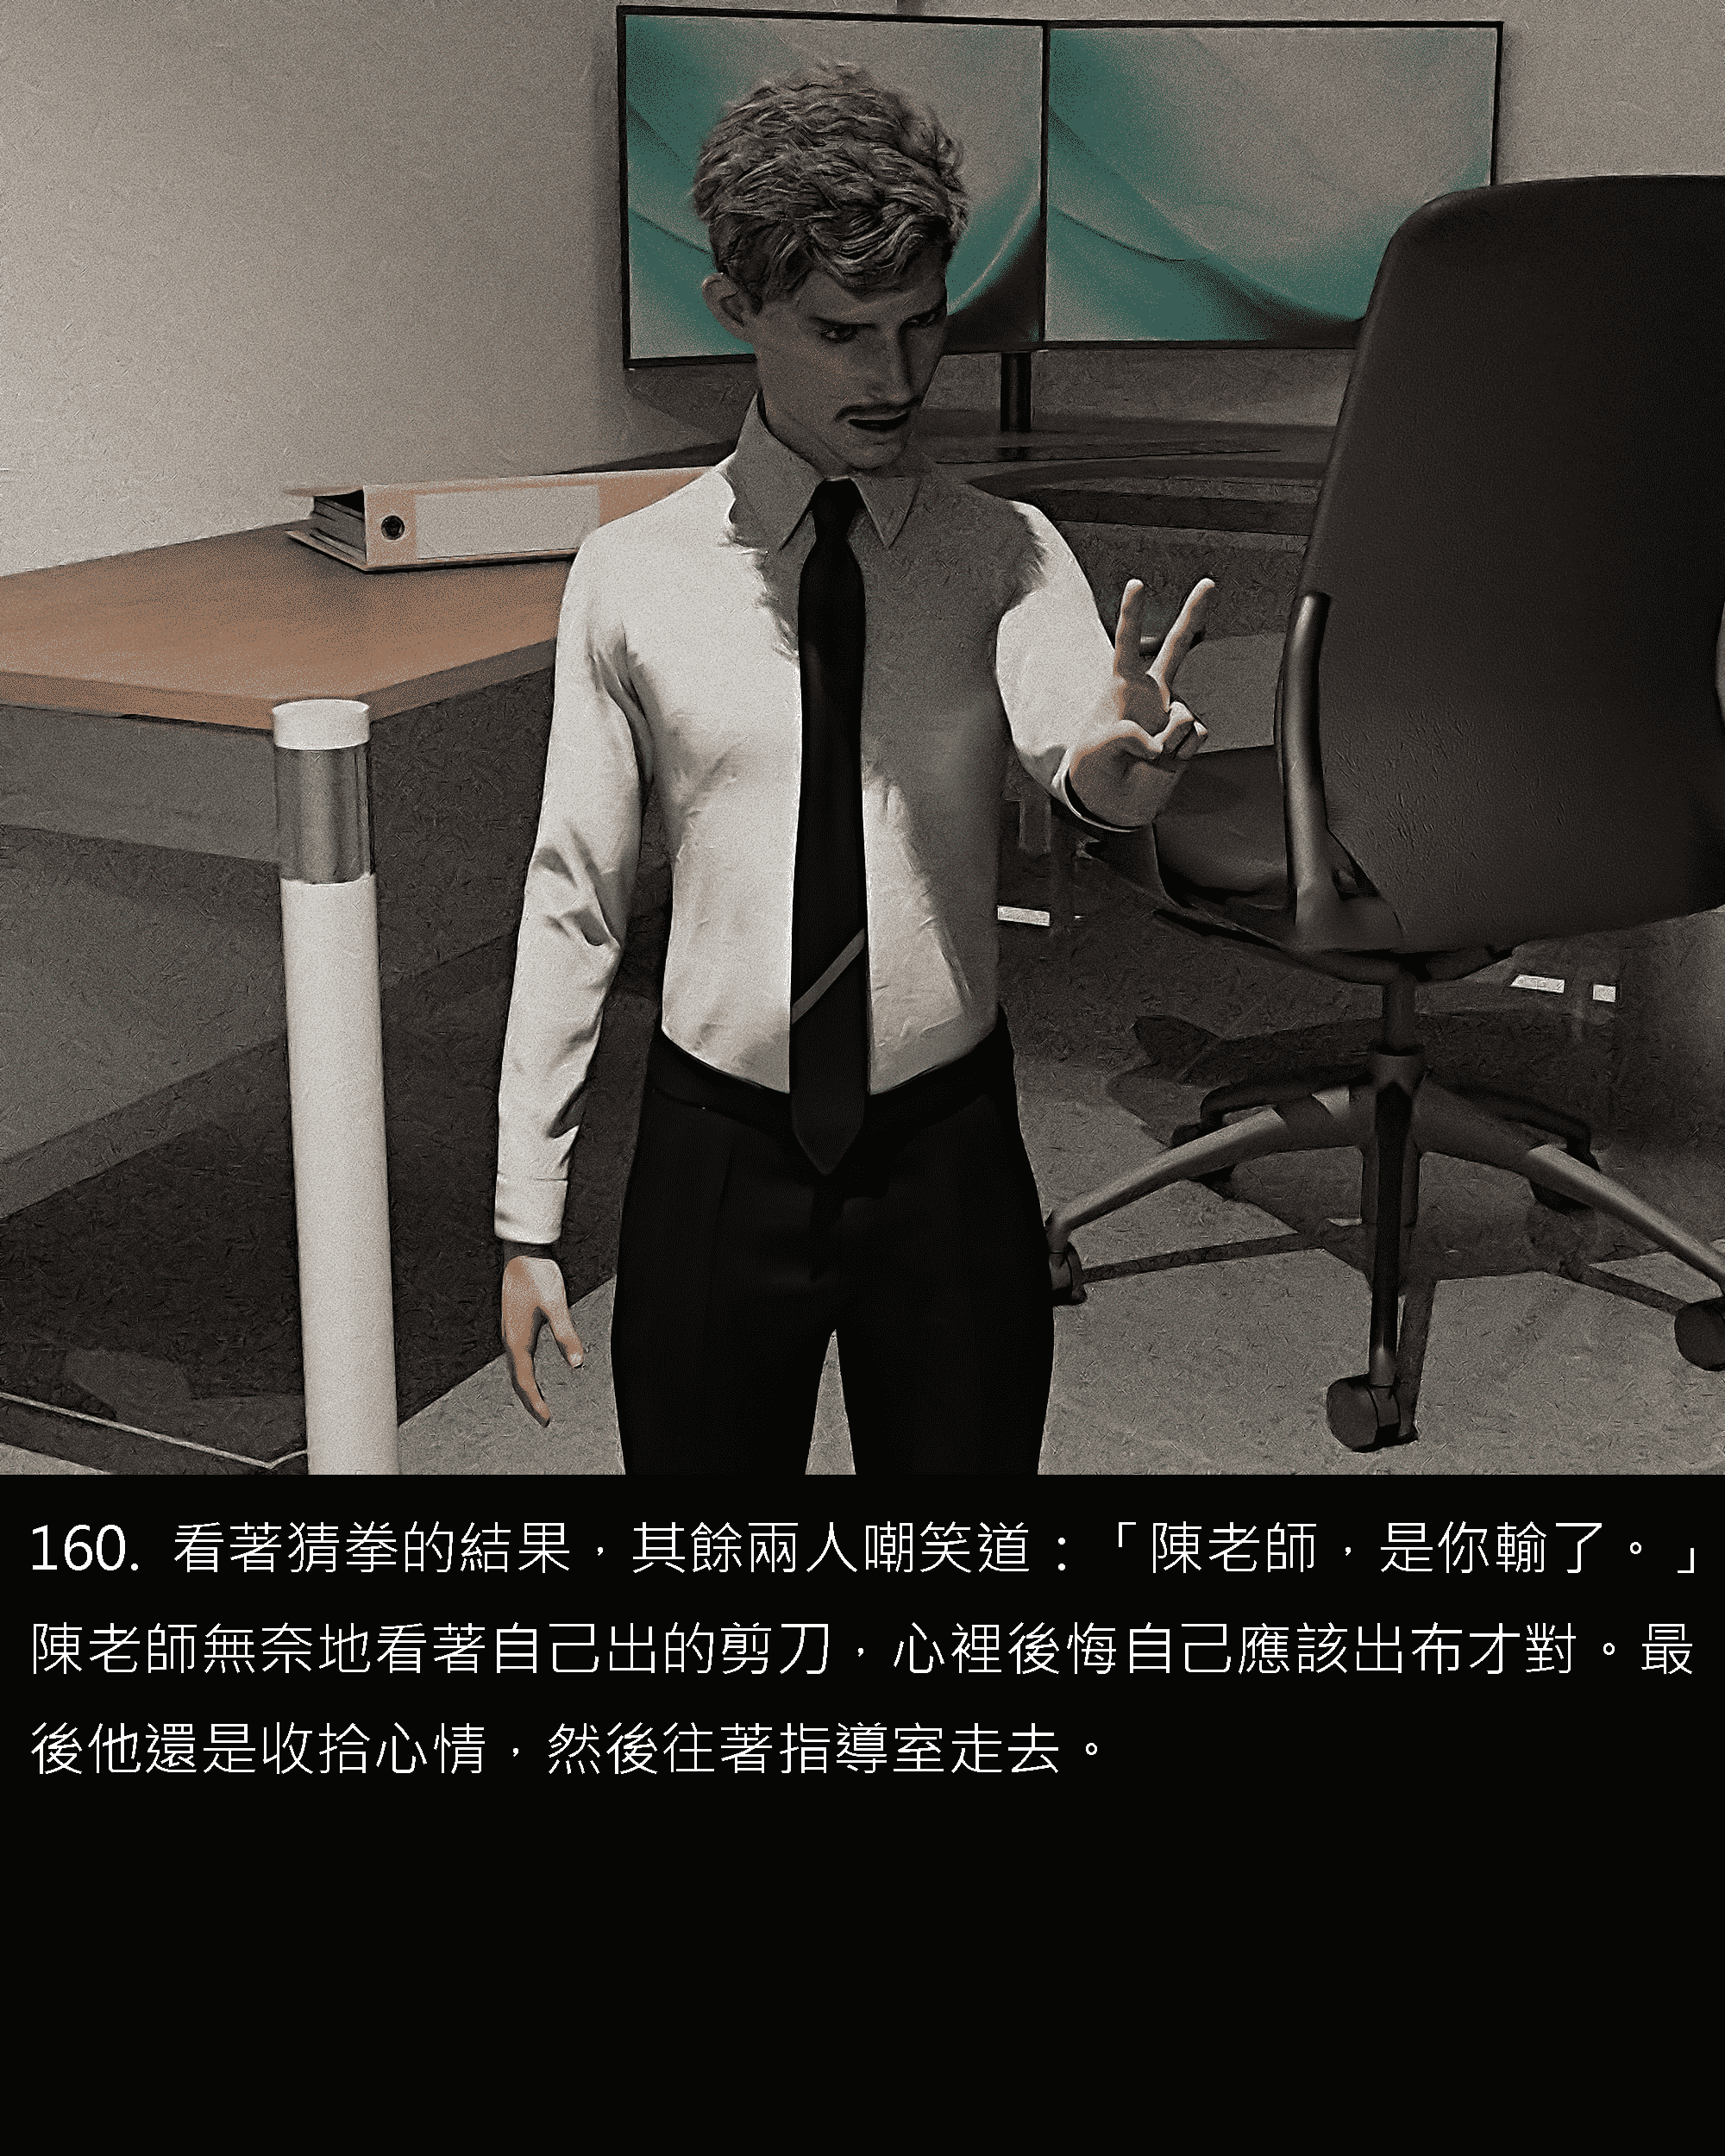 160. 看著猜拳的結果，其餘兩人嘲笑道：「陳老師，是你輸了。」
陳老師無奈地看著自己出的剪刀，心裡後悔自己應該出布才對。最
後他還是收拾心情，然後往著指導室走去。